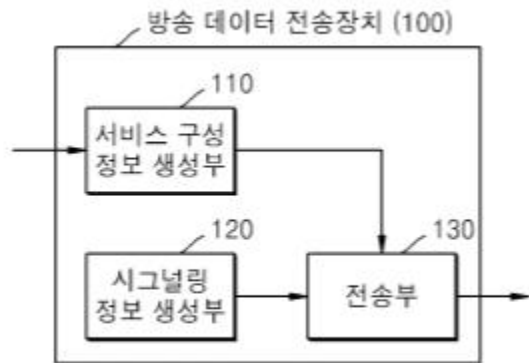 방송 데이터 전송장치 (100)
110
서비스 구성
정보 생성부
120
시그널링
정보 생성부
130
전송부